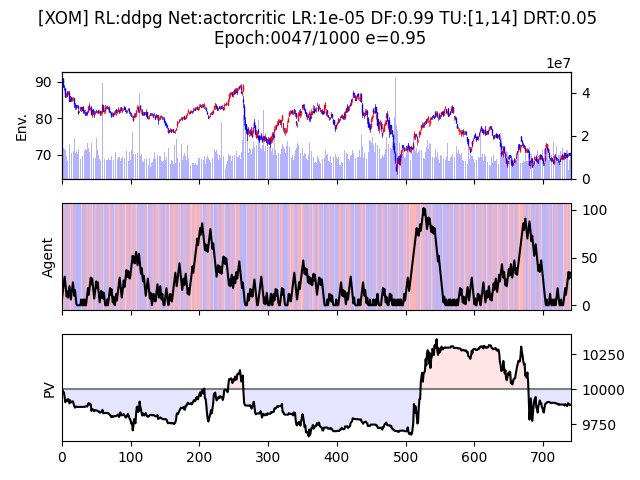 [XOM] RL:ddpg Net:actorcritic LR:1e-05 DF:0.99 TU:[1,14] DRT:0.05
Epoch:0047/1000 e=0.95
1e7
90
80
70
Env.
4
2
0
Agent
100
50
0
PV
10250
10000
9750
0 100 200 300 400 500 600 700